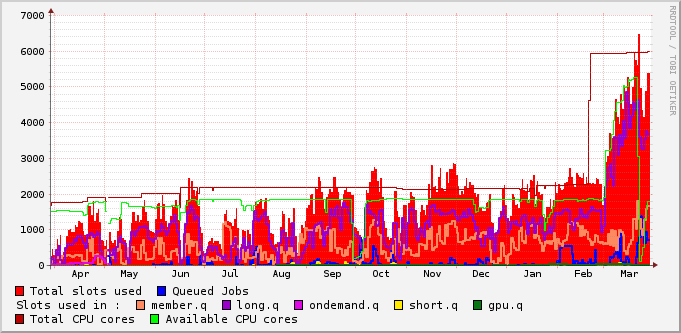 7000
6000
5000
4000
3000
2000
1000
0
Apr May Jun Jul Aug Sep Oct Nov Dec Jan Feb Mar
Total slots used Queued Jobs
Slots used in : member.q long.q ondemand.q short.q gpu.q
Total CPU cores Available CPU cores
RRDTOOL / TOBI OETIKER